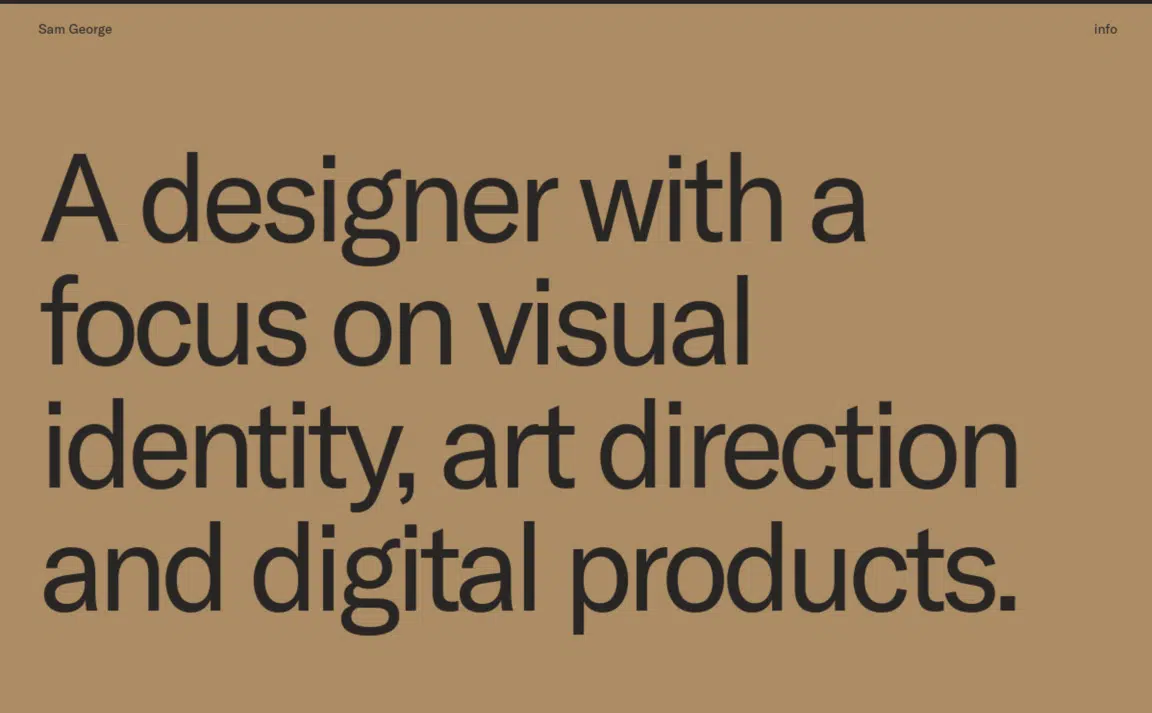 Sam George
info
A designer with a
focus on visual
identity, art direction
and digital products.